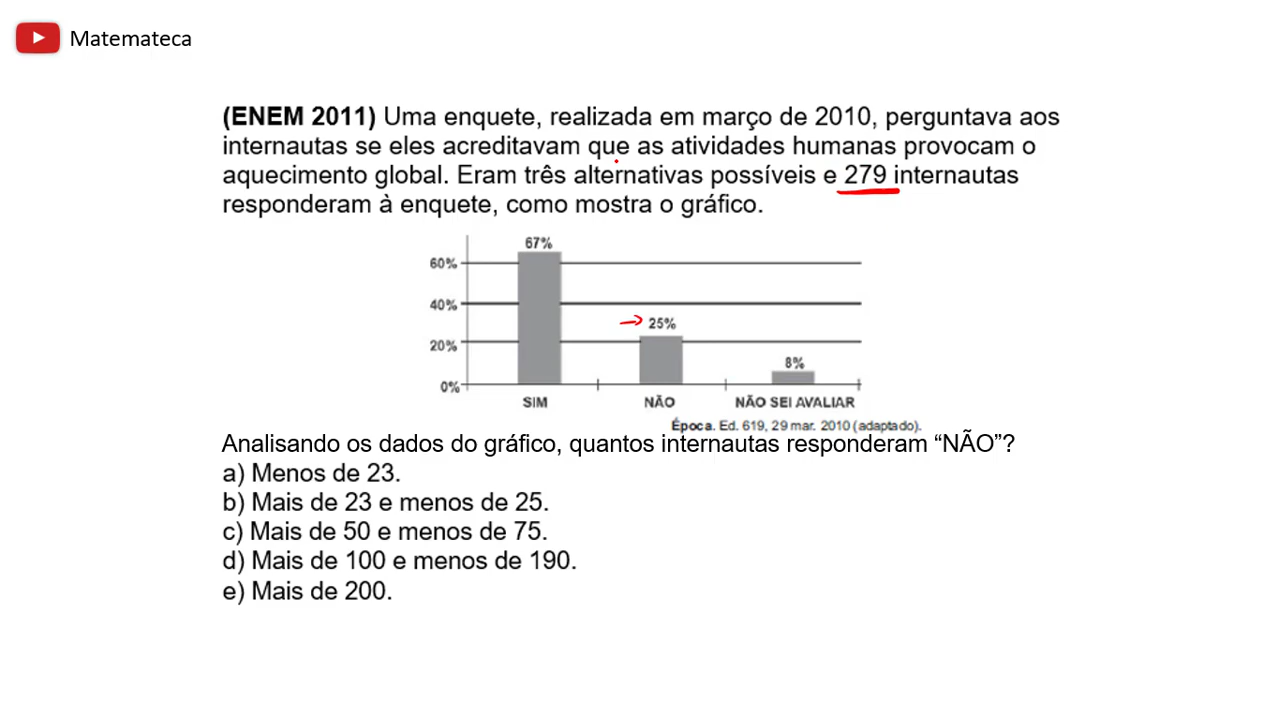 Matemateca
(ENEM 2011) Uma enquete, realizada em março de 2010, perguntava aos
internautas se eles acreditavam que as atividades humanas provocam o
aquecimento global. Eram três alternativas possíveis e 279 internautas
responderam à enquete, como mostra o gráfico.
67%
60%
40%
25%
20%
8%
0%
SIM NÃO NÃO SEI AVALIAR
Época. Ed. 619, 29 mar. 2010 (adaptado).
Analisando os dados do gráfico, quantos internautas responderam “NÃO”?
a) Menos de 23.
b) Mais de 23 e menos de 25.
c) Mais de 50 e menos de 75.
d) Mais de 100 e menos de 190.
e) Mais de 200.